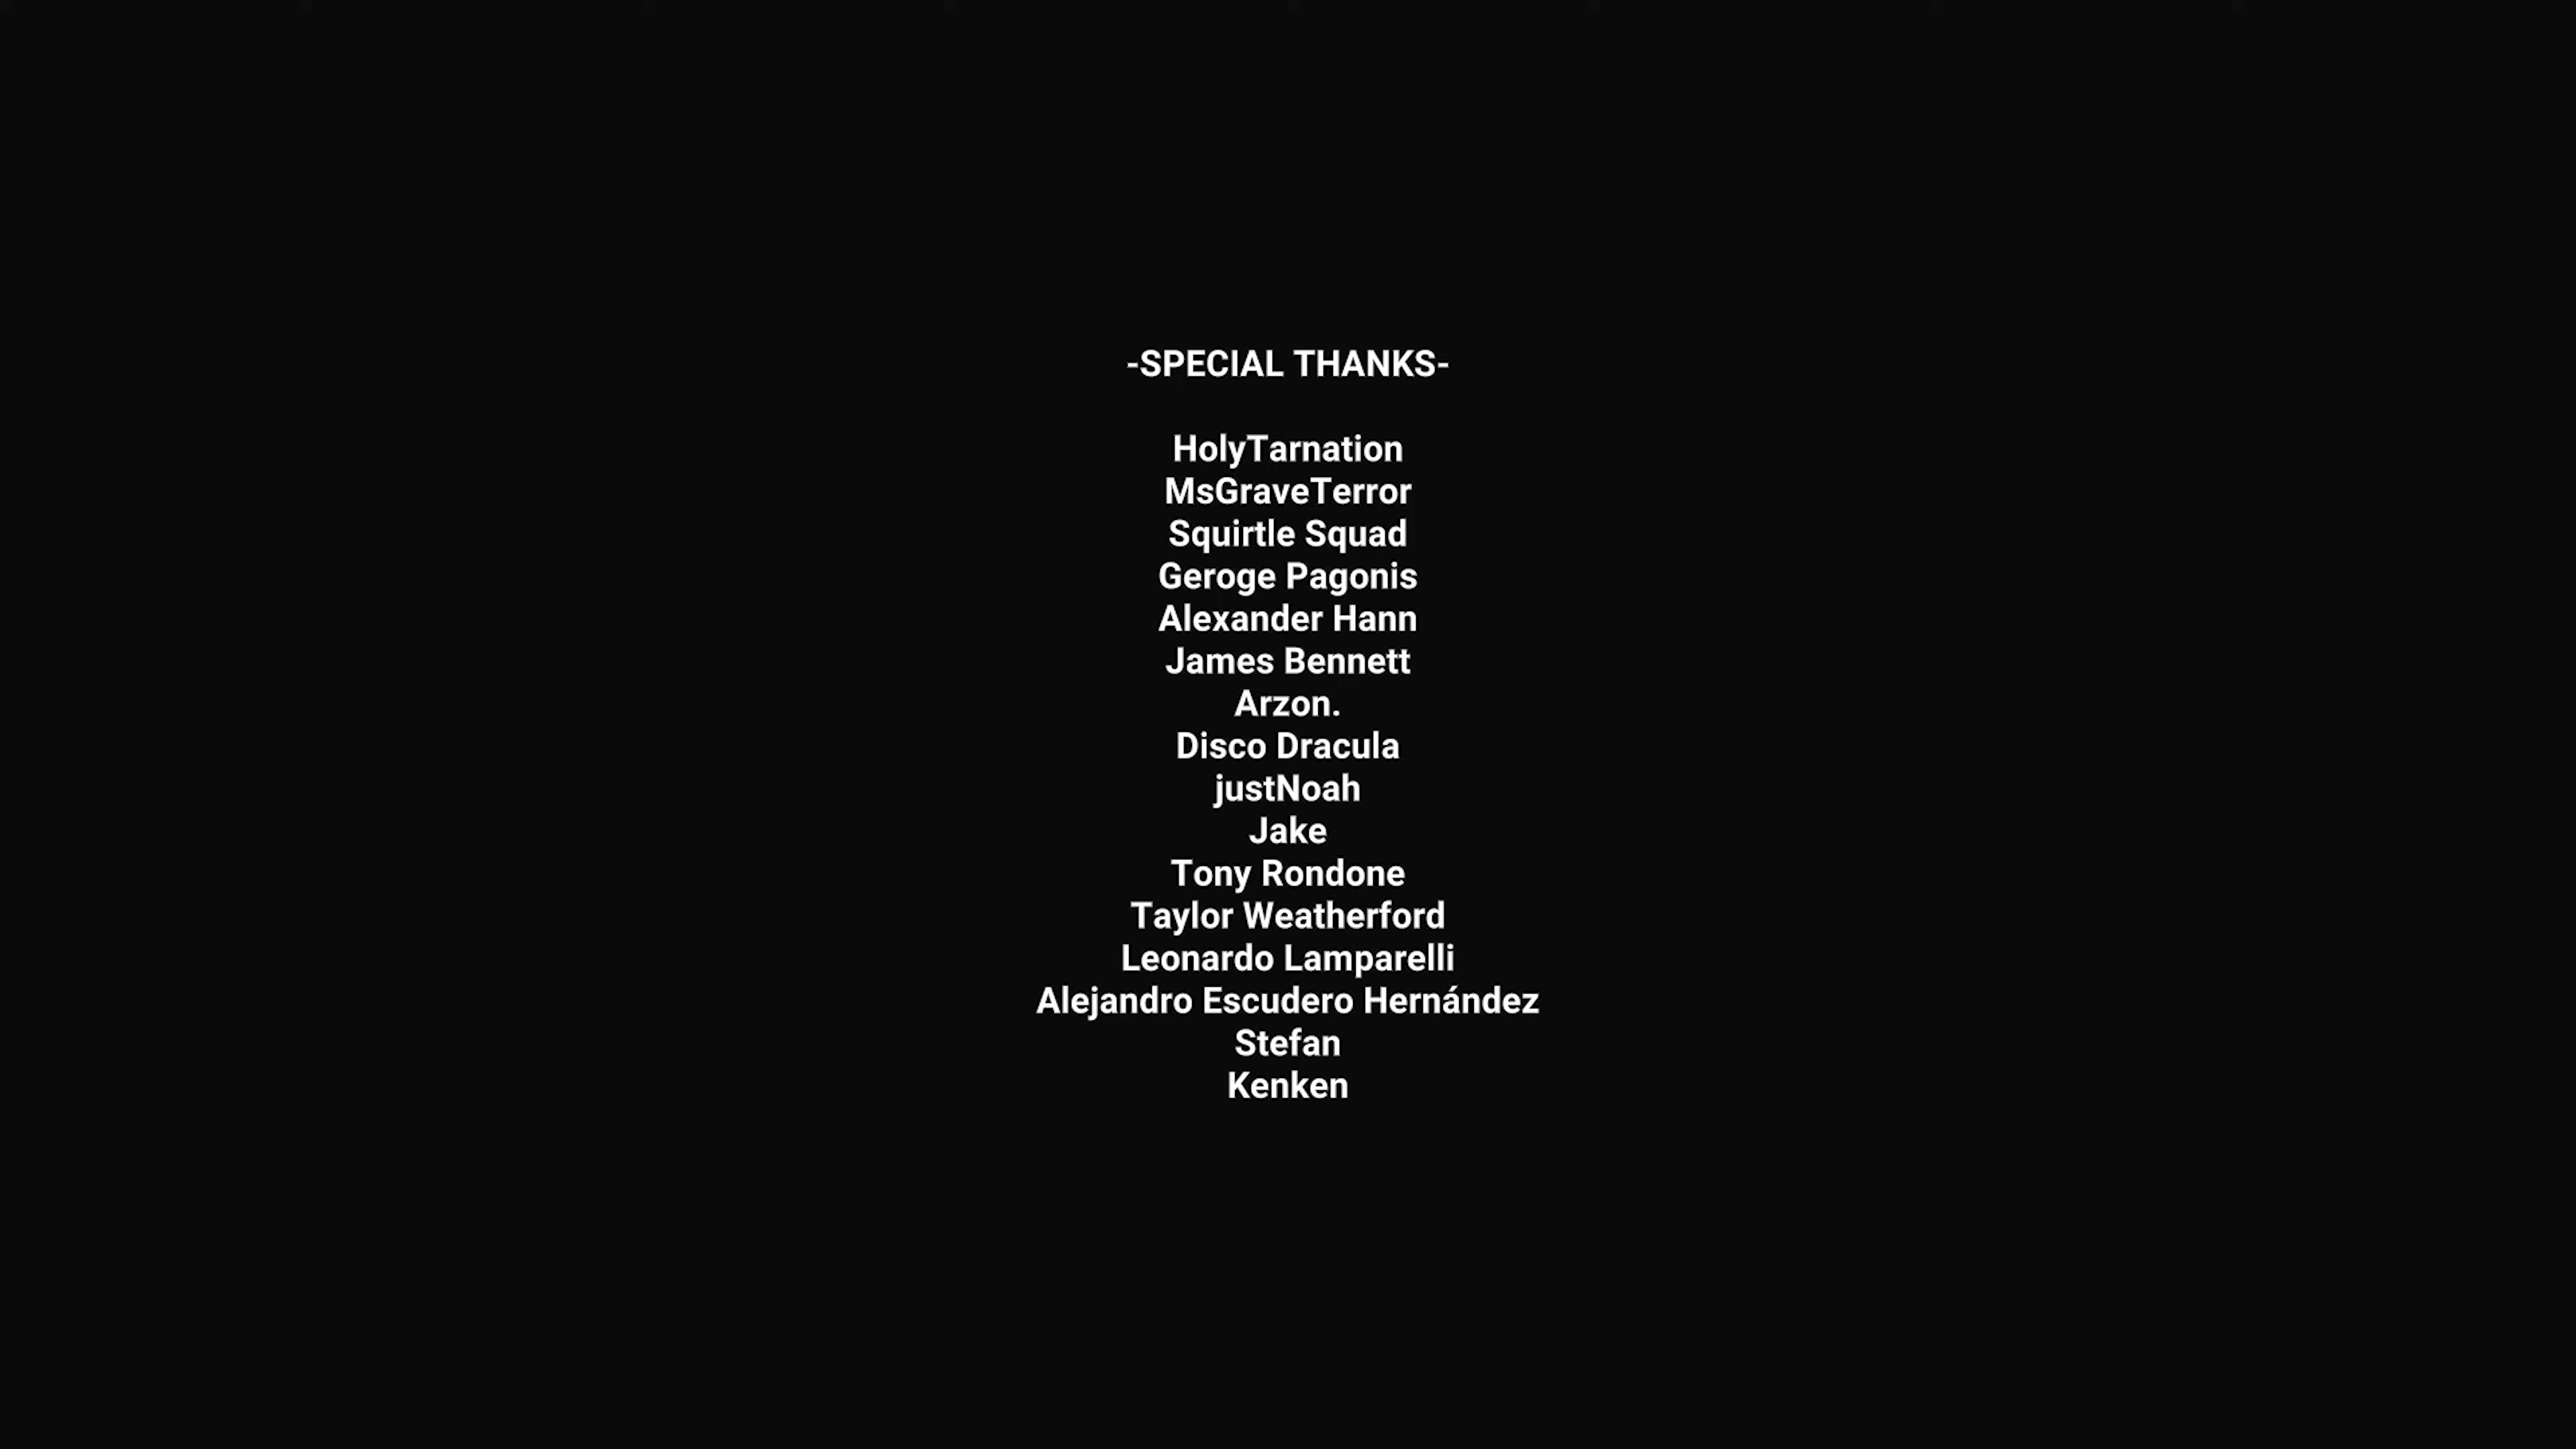 -SPECIAL THANKS-
HolyTarnation
MsGraveTerror
Squirtle Squad
Geroge Pagonis
Alexander Hann
James Bennett
Arzon.
Disco Dracula
justNoah
Jake
Tony Rondone
Taylor Weatherford
Leonardo Lamparelli
Alejandro Escudero Hernández
Stefan
Kenken